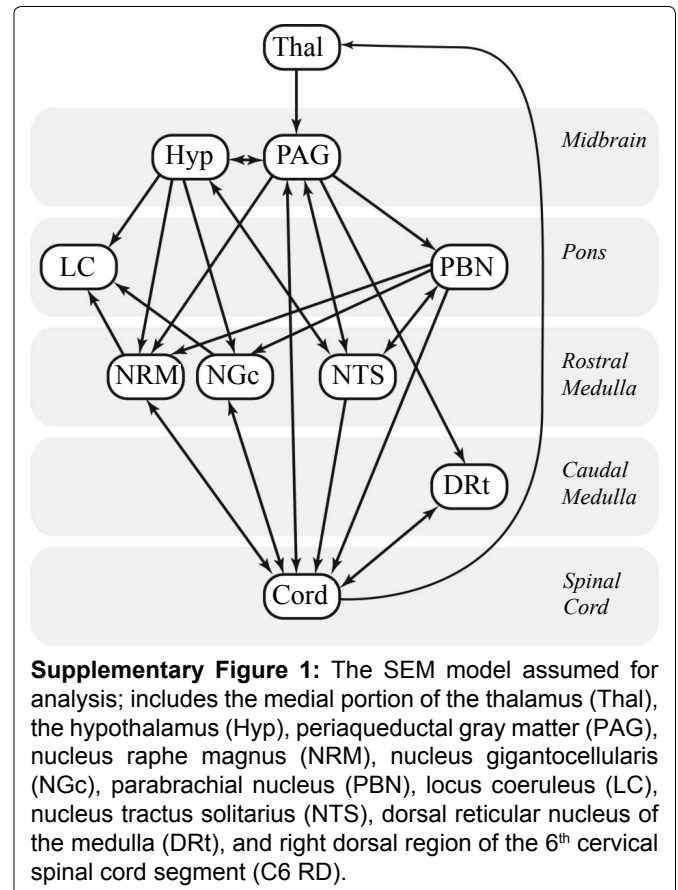 Thal
Midbrain
Hyp
PAG
Pons
LC
PBN
Rostral
Medulla
NRM
NGc
NTS
Caudal
Medulla
DRt
Spinal
Cord
Cord
Supplementary Figure 1: The SEM model assumed for
analysis; includes the medial portion of the thalamus (Thal),
the hypothalamus (Hyp), periaqueductal gray matter (PAG),
nucleus raphe magnus (NRM), nucleus gigantocellularis
(NGc), parabrachial nucleus (PBN), locus coeruleus (LC),
nucleus tractus solitarius (NTS), dorsal reticular nucleus of
the medulla (DRt), and right dorsal region of the 6th cervical
spinal cord segment (C6 RD).